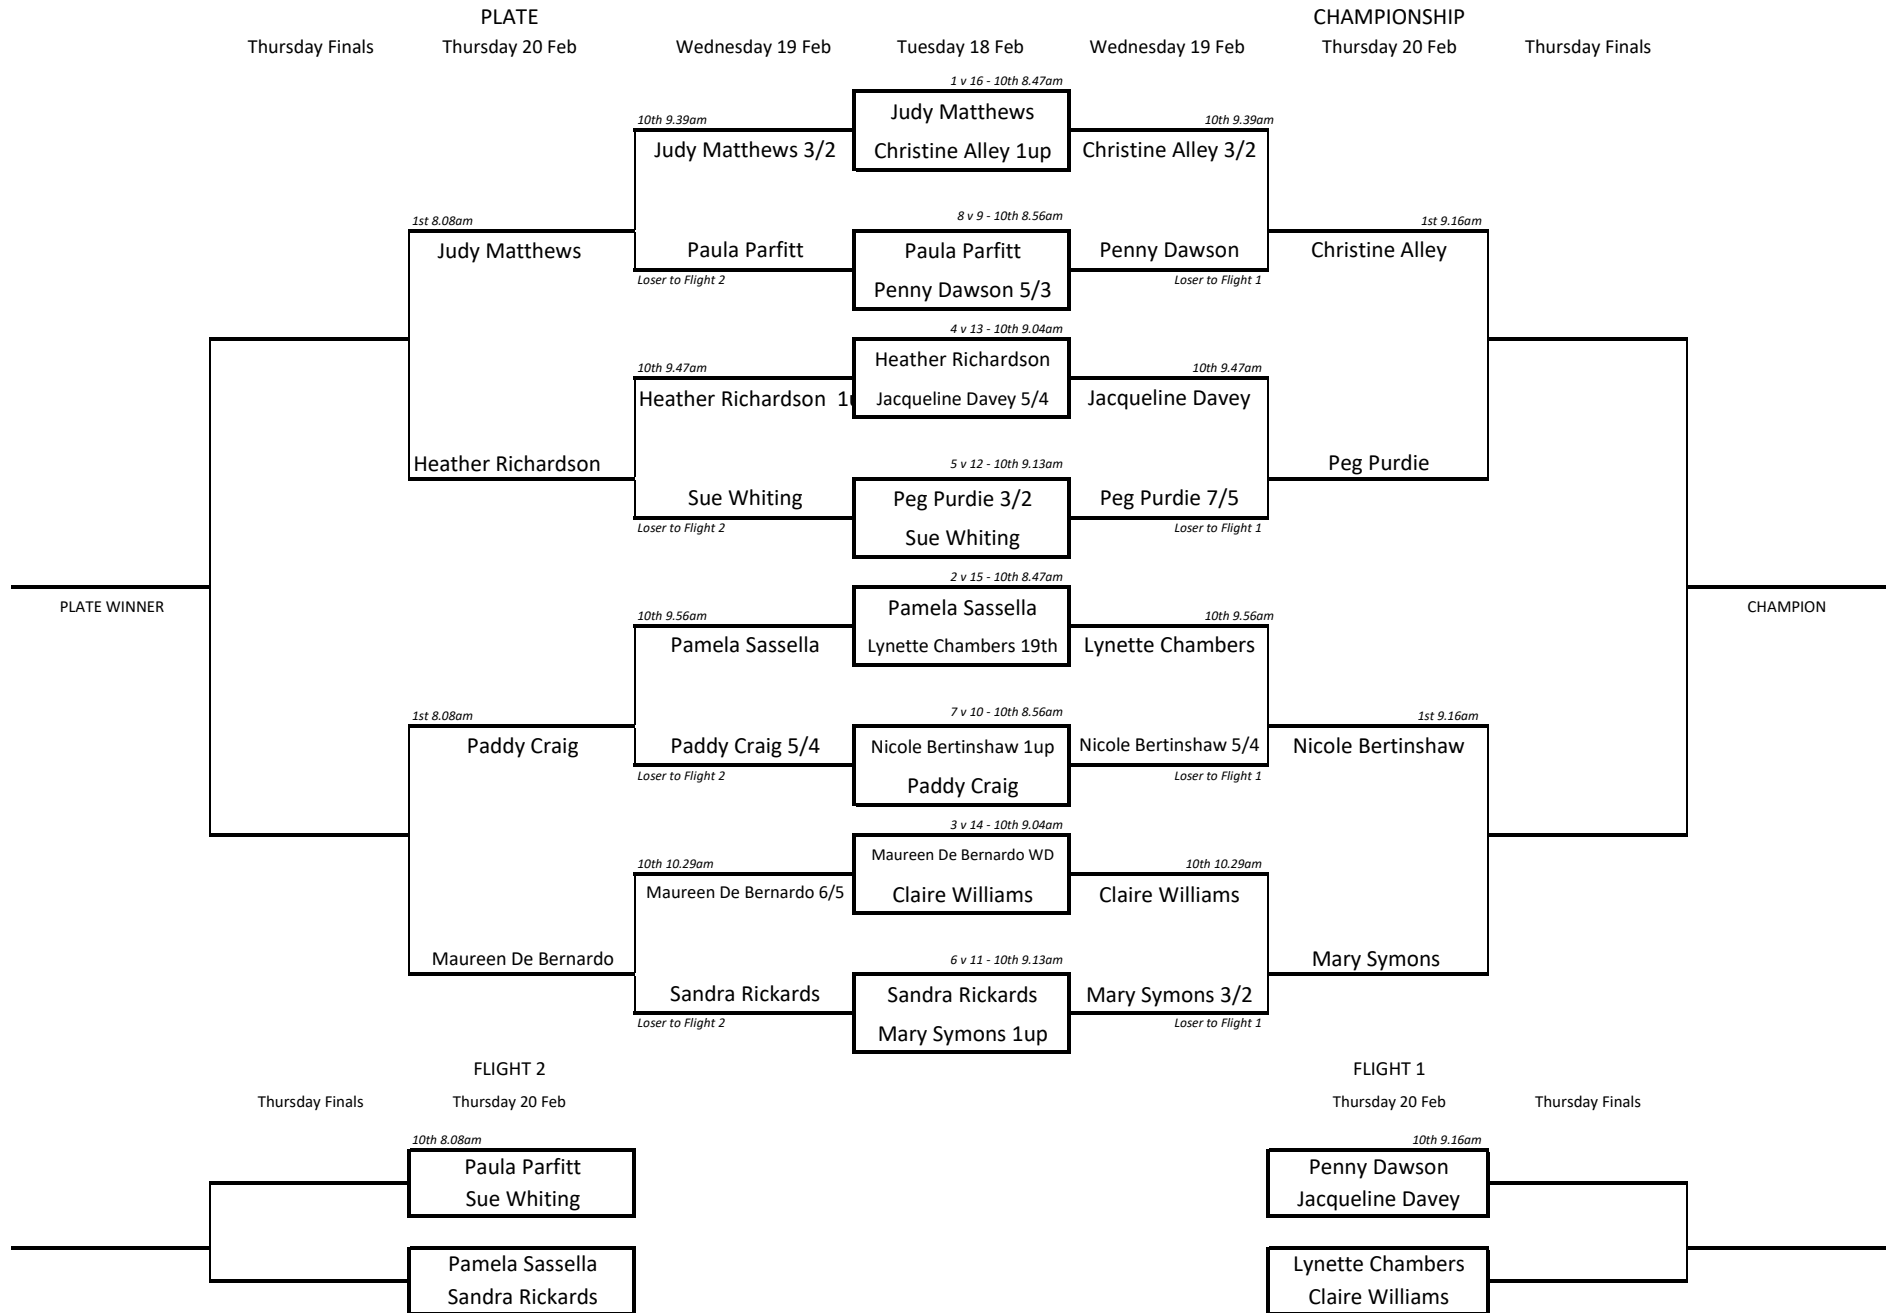 PLATE
CHAMPIONSHIP
Thursday Finals
Thursday 20 Feb
Wednesday 19 Feb
Tuesday 18 Feb
Wednesday 19 Feb
Thursday 20 Feb
Thursday Finals
1 v 16 - 10th 8.47am
Judy Matthews
10th 9.39am
10th 9.39am
Judy Matthews 3/2
Christine Alley 1up
Christine Alley 3/2
1st 8.08am
8 v 9 - 10th 8.56am
1st 9.16am
Judy Matthews
Paula Parfitt
Paula Parfitt
Penny Dawson
Christine Alley
Loser to Flight 2
Penny Dawson 5/3
Loser to Flight 1
4 v 13 - 10th 9.04am
Heather Richardson
10th 9.47am
10th 9.47am
Heather Richardson 1u
Jacqueline Davey 5/4
Jacqueline Davey
Heather Richardson
5 v 12 - 10th 9.13am
Peg Purdie
Sue Whiting
Peg Purdie 3/2
Peg Purdie 7/5
Loser to Flight 2
Sue Whiting
Loser to Flight 1
2 v 15 - 10th 8.47am
PLATE WINNER
Pamela Sassella
CHAMPION
10th 9.56am
10th 9.56am
Pamela Sassella
Lynette Chambers 19th
Lynette Chambers
1st 8.08am
7 v 10 - 10th 8.56am
1st 9.16am
Paddy Craig
Paddy Craig 5/4
Nicole Bertinshaw 1up
Nicole Bertinshaw 5/4
Nicole Bertinshaw
Loser to Flight 2
Paddy Craig
Loser to Flight 1
3 v 14 - 10th 9.04am
Maureen De Bernardo WD
10th 10.29am
10th 10.29am
Maureen De Bernardo 6/5
Claire Williams
Claire Williams
Maureen De Bernardo
6 v 11 - 10th 9.13am
Mary Symons
Sandra Rickards
Sandra Rickards
Mary Symons 3/2
Loser to Flight 2
Mary Symons 1up
Loser to Flight 1
FLIGHT 2
FLIGHT 1
Thursday Finals
Thursday 20 Feb
Thursday 20 Feb
Thursday Finals
10th 8.08am
10th 9.16am
Paula Parfitt
Penny Dawson
Sue Whiting
Jacqueline Davey
Pamela Sassella
Lynette Chambers
Sandra Rickards
Claire Williams